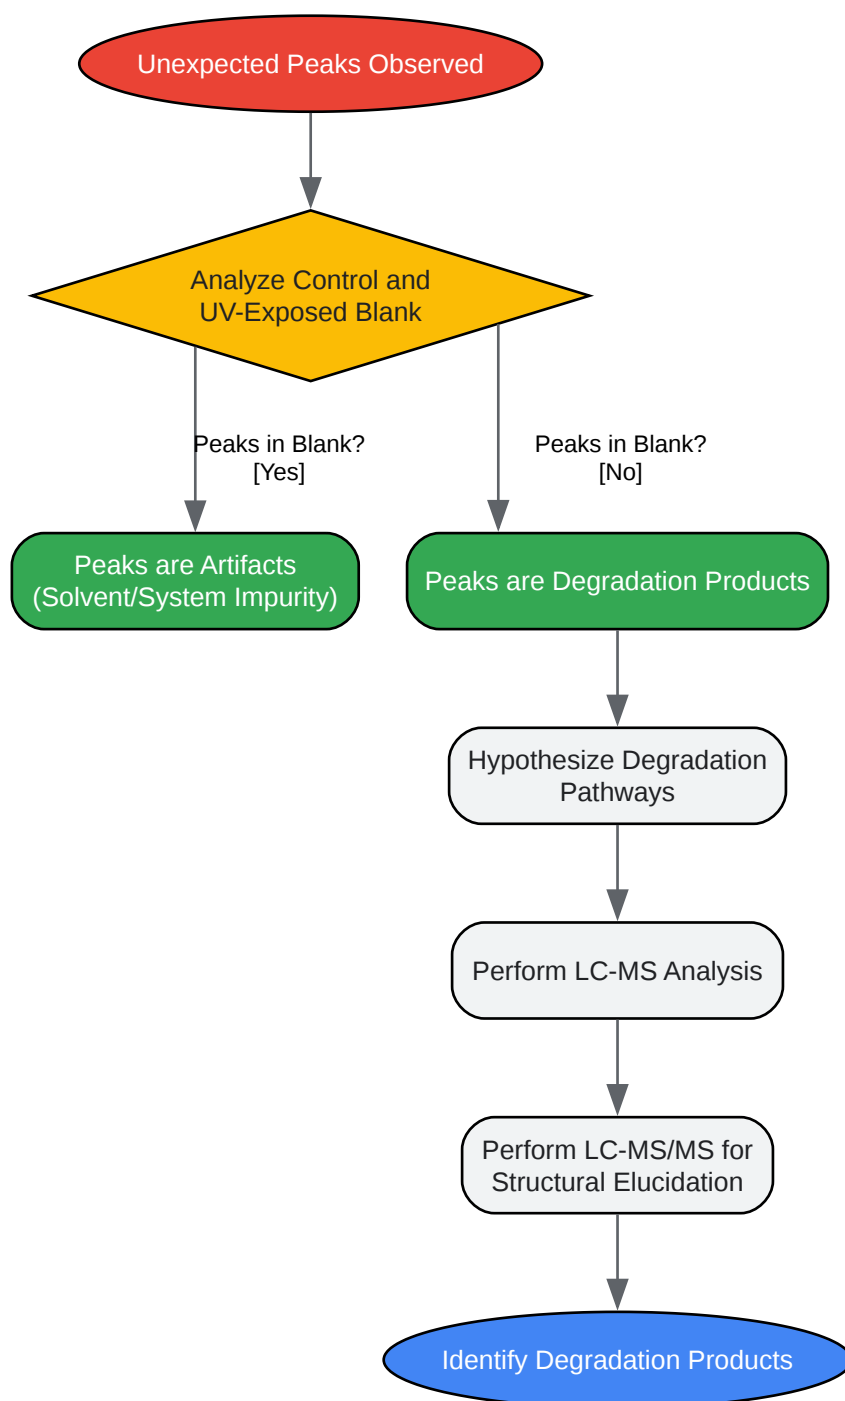 Unexpected Peaks Observed
Analyze Control and
UV-Exposed Blank
Peaks in Blank?
[Yes]
Peaks in Blank?
[No]
Peaks are Artifacts
(Solvent/System Impurity)
Peaks are Degradation Products
Hypothesize Degradation
Pathways
Perform LC-MS Analysis
Perform LC-MS/MS for
Structural Elucidation
Identify Degradation Products